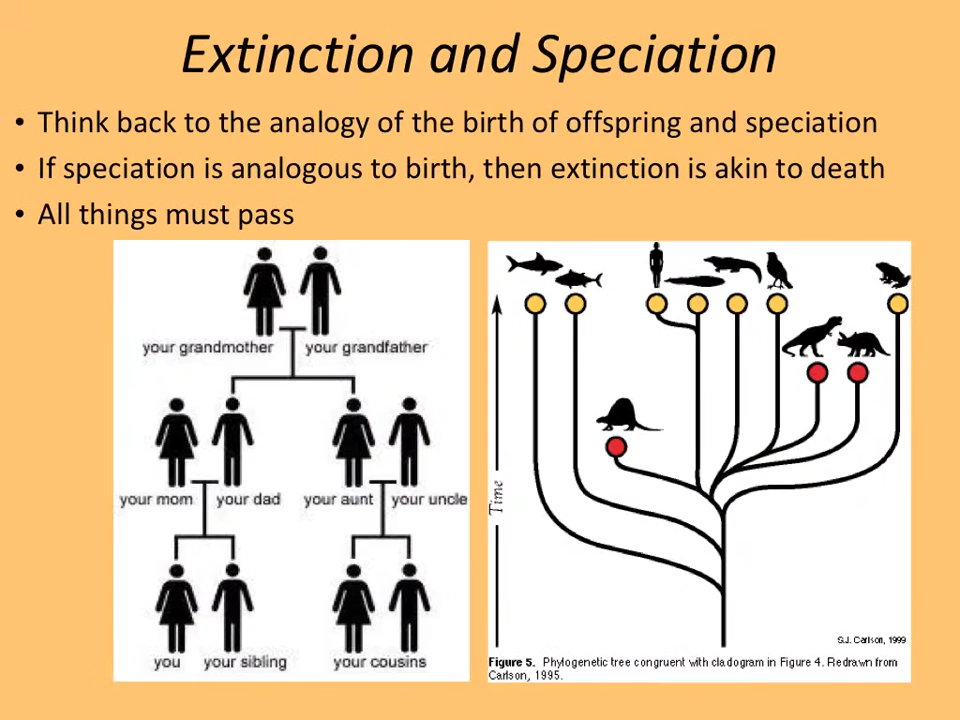 Extinction and Speciation
• Think back to the analogy of the birth of offspring and speciation
• If speciation is analogous to birth, then extinction is akin to death
• All things must pass
your grandmother your grandfather
your mom your dad your aunt your uncle
you your sibling your cousins
Time
S.J. Carlson, 1999
Figure 5. Phylogenetic tree congruent with cladogram in Figure 4. Redrawn from
Carlson, 1995.